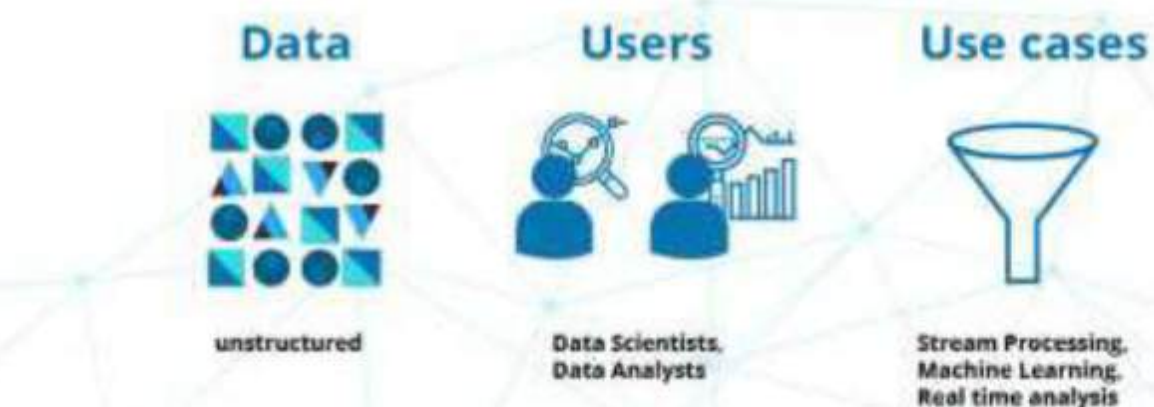 Data
Users
Use cases
unstructured
Data Scientists,
Data Analysts
Stream Processing,
Machine Learning,
Real time analysis